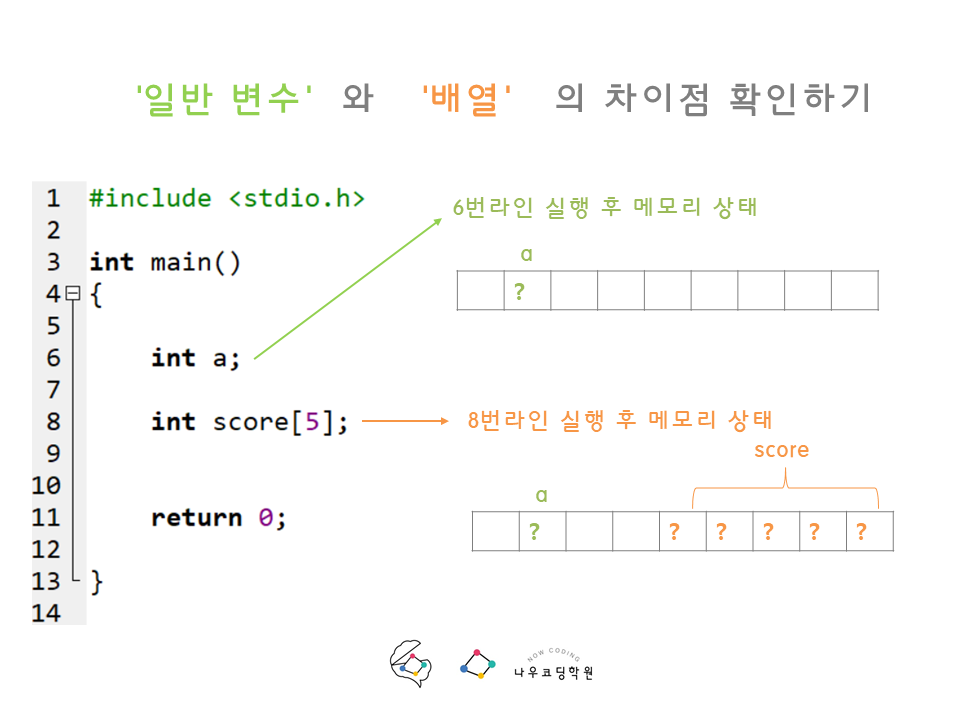 '일반 변수' 와 '배열' 의 차이점 확인하기
1 #include <stdio.h>
2
3 int main()
4 {
5
6 int a;
7
8 int score[5];
9
10
11 return 0;
12
13 }
14
6번라인 실행 후 메모리 상태
a
?
8번라인 실행 후 메모리 상태
score
a
? ? ? ? ? ?
NOW CODING
나우코딩학원